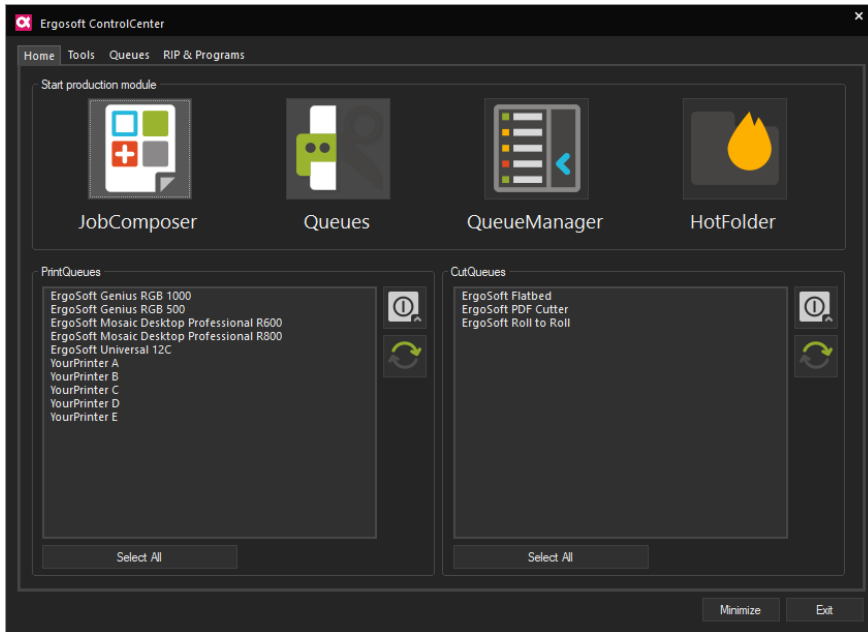 Ergosoft ControlCenter
Home Tools Queues RIP & Programs
Start production module
JobComposer Queues QueueManager HotFolder
PrintQueues
ErgoSoft Genius RGB 1000
ErgoSoft Genius RGB 500
ErgoSoft Mosaic Desktop Professional R600
ErgoSoft Mosaic Desktop Professional R800
ErgoSoft Universal 12C
YourPrinter A
YourPrinter B
YourPrinter C
YourPrinter D
YourPrinter E
Select All
CutQueues
ErgoSoft Flatbed
ErgoSoft PDF Cutter
ErgoSoft Roll to Roll
Select All
Minimize Exit